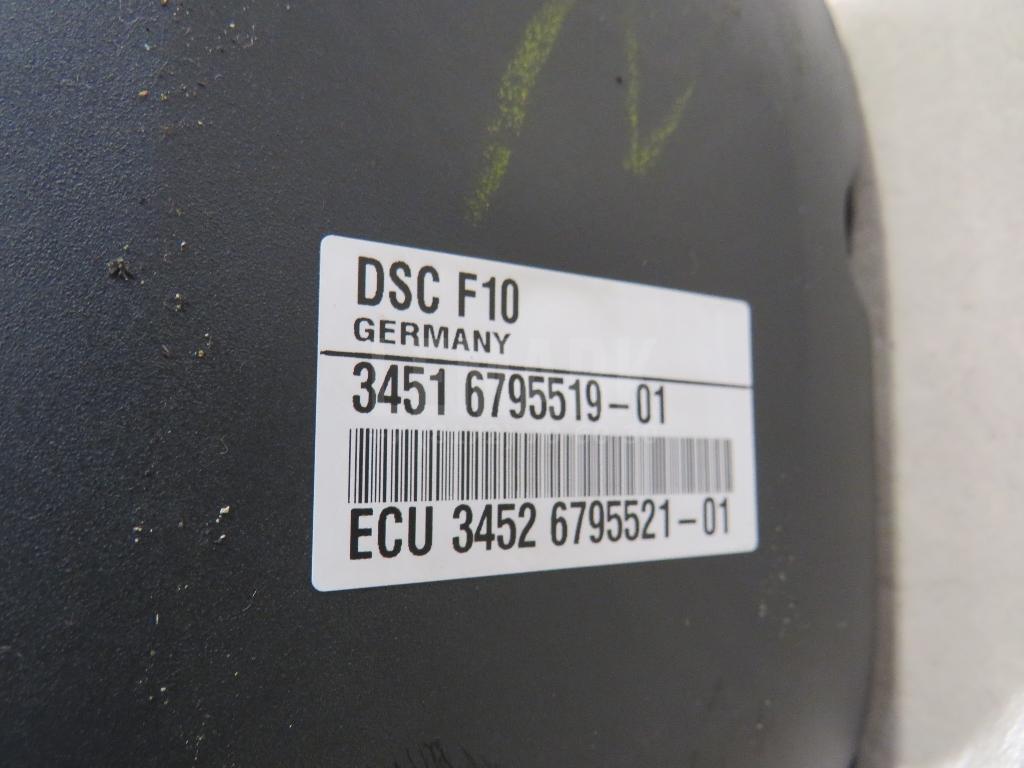 DSC F10
GERMANY
3451 6795519-01
ECU 3452 6795521-01